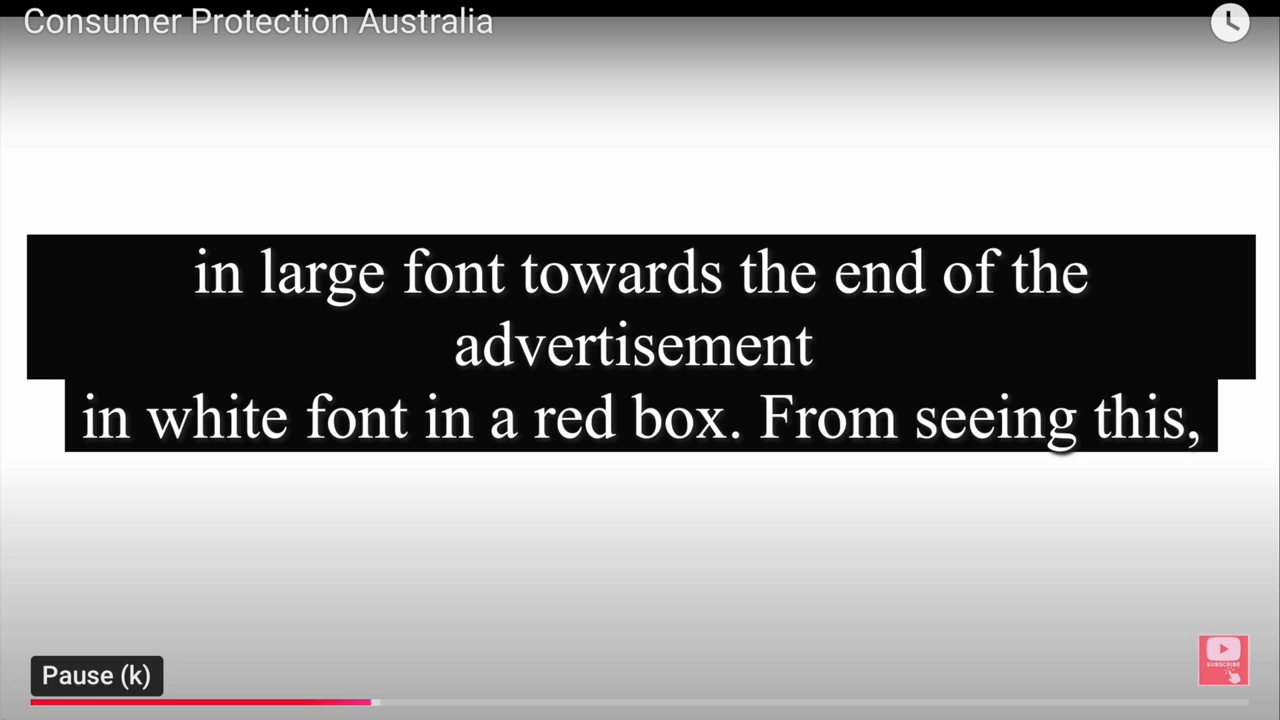 Consumer Protection Australia
in large font towards the end of the
advertisement
in white font in a red box. From seeing this,
SUBSCRIBE
Pause (k)